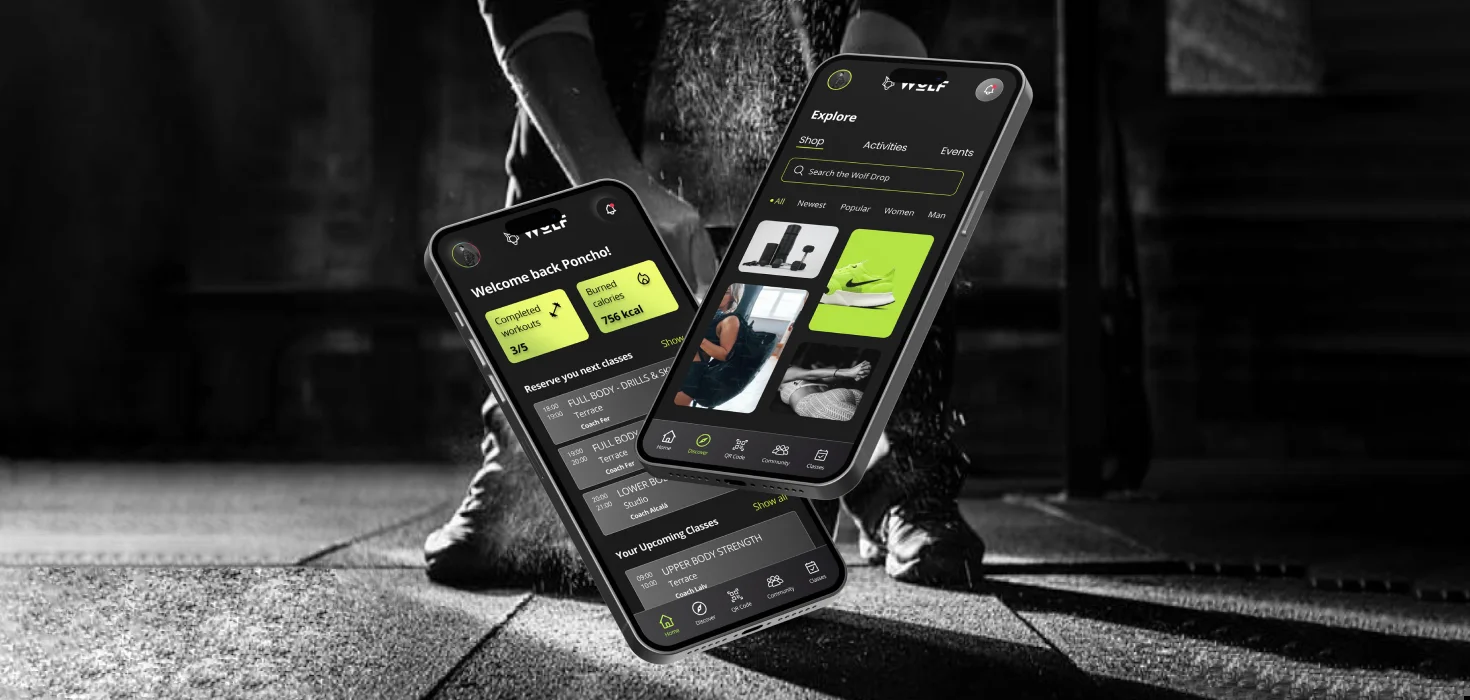 WOLF
Welcome back Poncho!
Completed
workouts
3/5
Burned
calories
756 kcal
Reserve you next classes
Show
18:00
19:00
FULL BODY - DRILLS & SK
Terrace
Coach Fer
19:00
20:00
FULL BODY
Terrace
Coach Fer
20:00
21:00
LOWER BO
Studio
Coach Alcalá
Your Upcoming Classes
Show all
09:00
10:00
UPPER BODY STRENGTH
Terrace
Coach Laly
Home
Discover
QR Code
Community
Classes
WOLF
Explore
Shop
Activities
Events
Search the Wolf Drop
All
Newest
Popular
Women
Man
Home
Discover
QR Code
Community
Classes